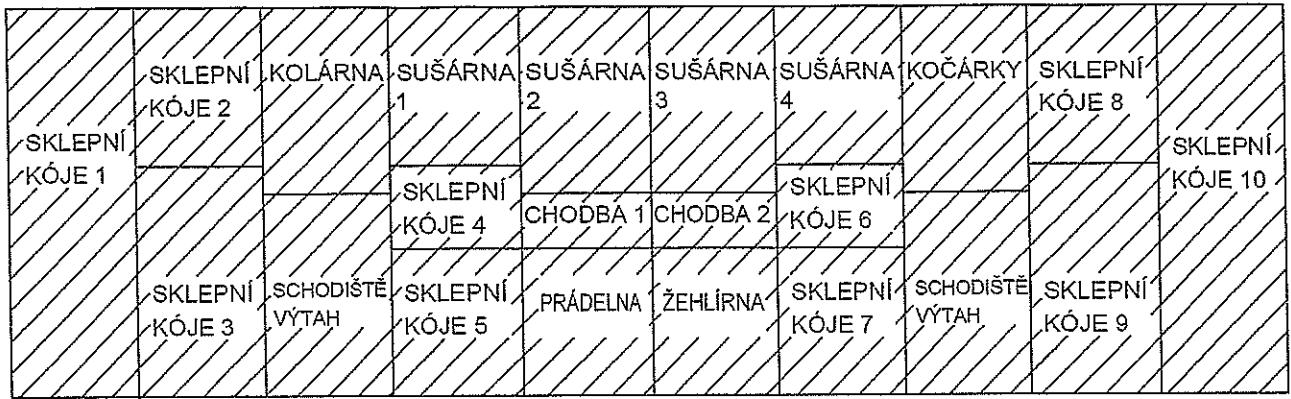 SKLEPNÍ
KÓJE 1
SKLEPNÍ
KÓJE 2
SKLEPNÍ
KÓJE 3
KOLÁRNA
SCHODIŠTĚ
VÝTAH
SUŠÁRNA
1
SKLEPNÍ
KÓJE 4
SKLEPNÍ
KÓJE 5
SUŠÁRNA
2
CHODBA 1
PRÁDELNA
SUŠÁRNA
3
CHODBA 2
ŽEHLÍRNA
SUŠÁRNA
4
SKLEPNÍ
KÓJE 6
SKLEPNÍ
KÓJE 7
KOČÁRKY
SCHODIŠTĚ
VÝTAH
SKLEPNÍ
KÓJE 8
SKLEPNÍ
KÓJE 9
SKLEPNÍ
KÓJE 10